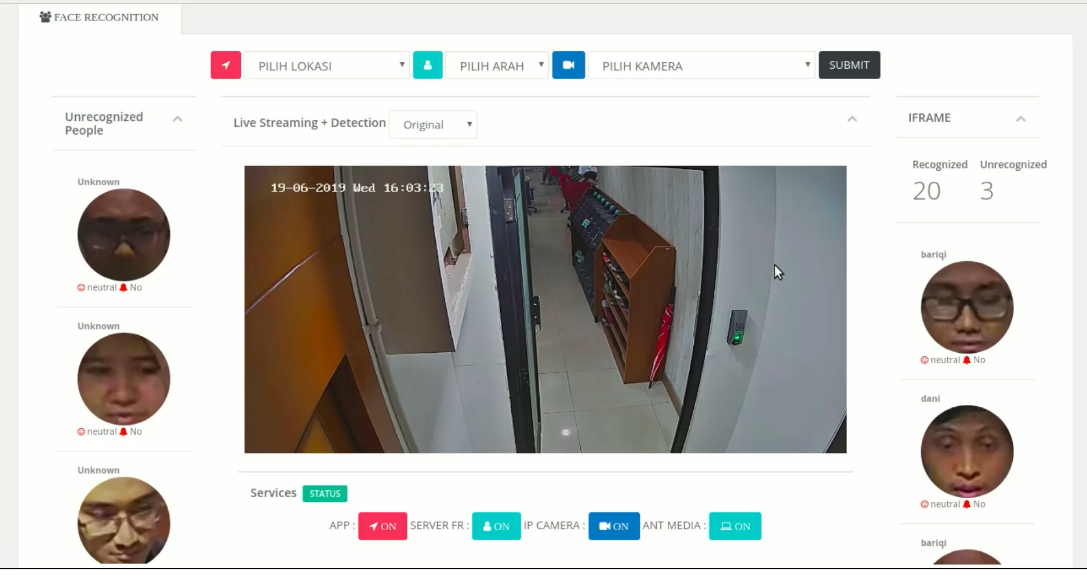 FACE RECOGNITION
PILIH LOKASI
PILIH ARAH
PILIH KAMERA
SUBMIT
Unrecognized
People
Unknown
neutral No
Unknown
neutral No
Unknown
Live Streaming + Detection
Original
19-06-2019 Wed 16:03:23
Services STATUS
APP : ON SERVER FR : ON IP CAMERA : ON ANT MEDIA : ON
IFRAME
Recognized Unrecognized
20 3
bariqi
neutral No
dani
neutral No
bariqi